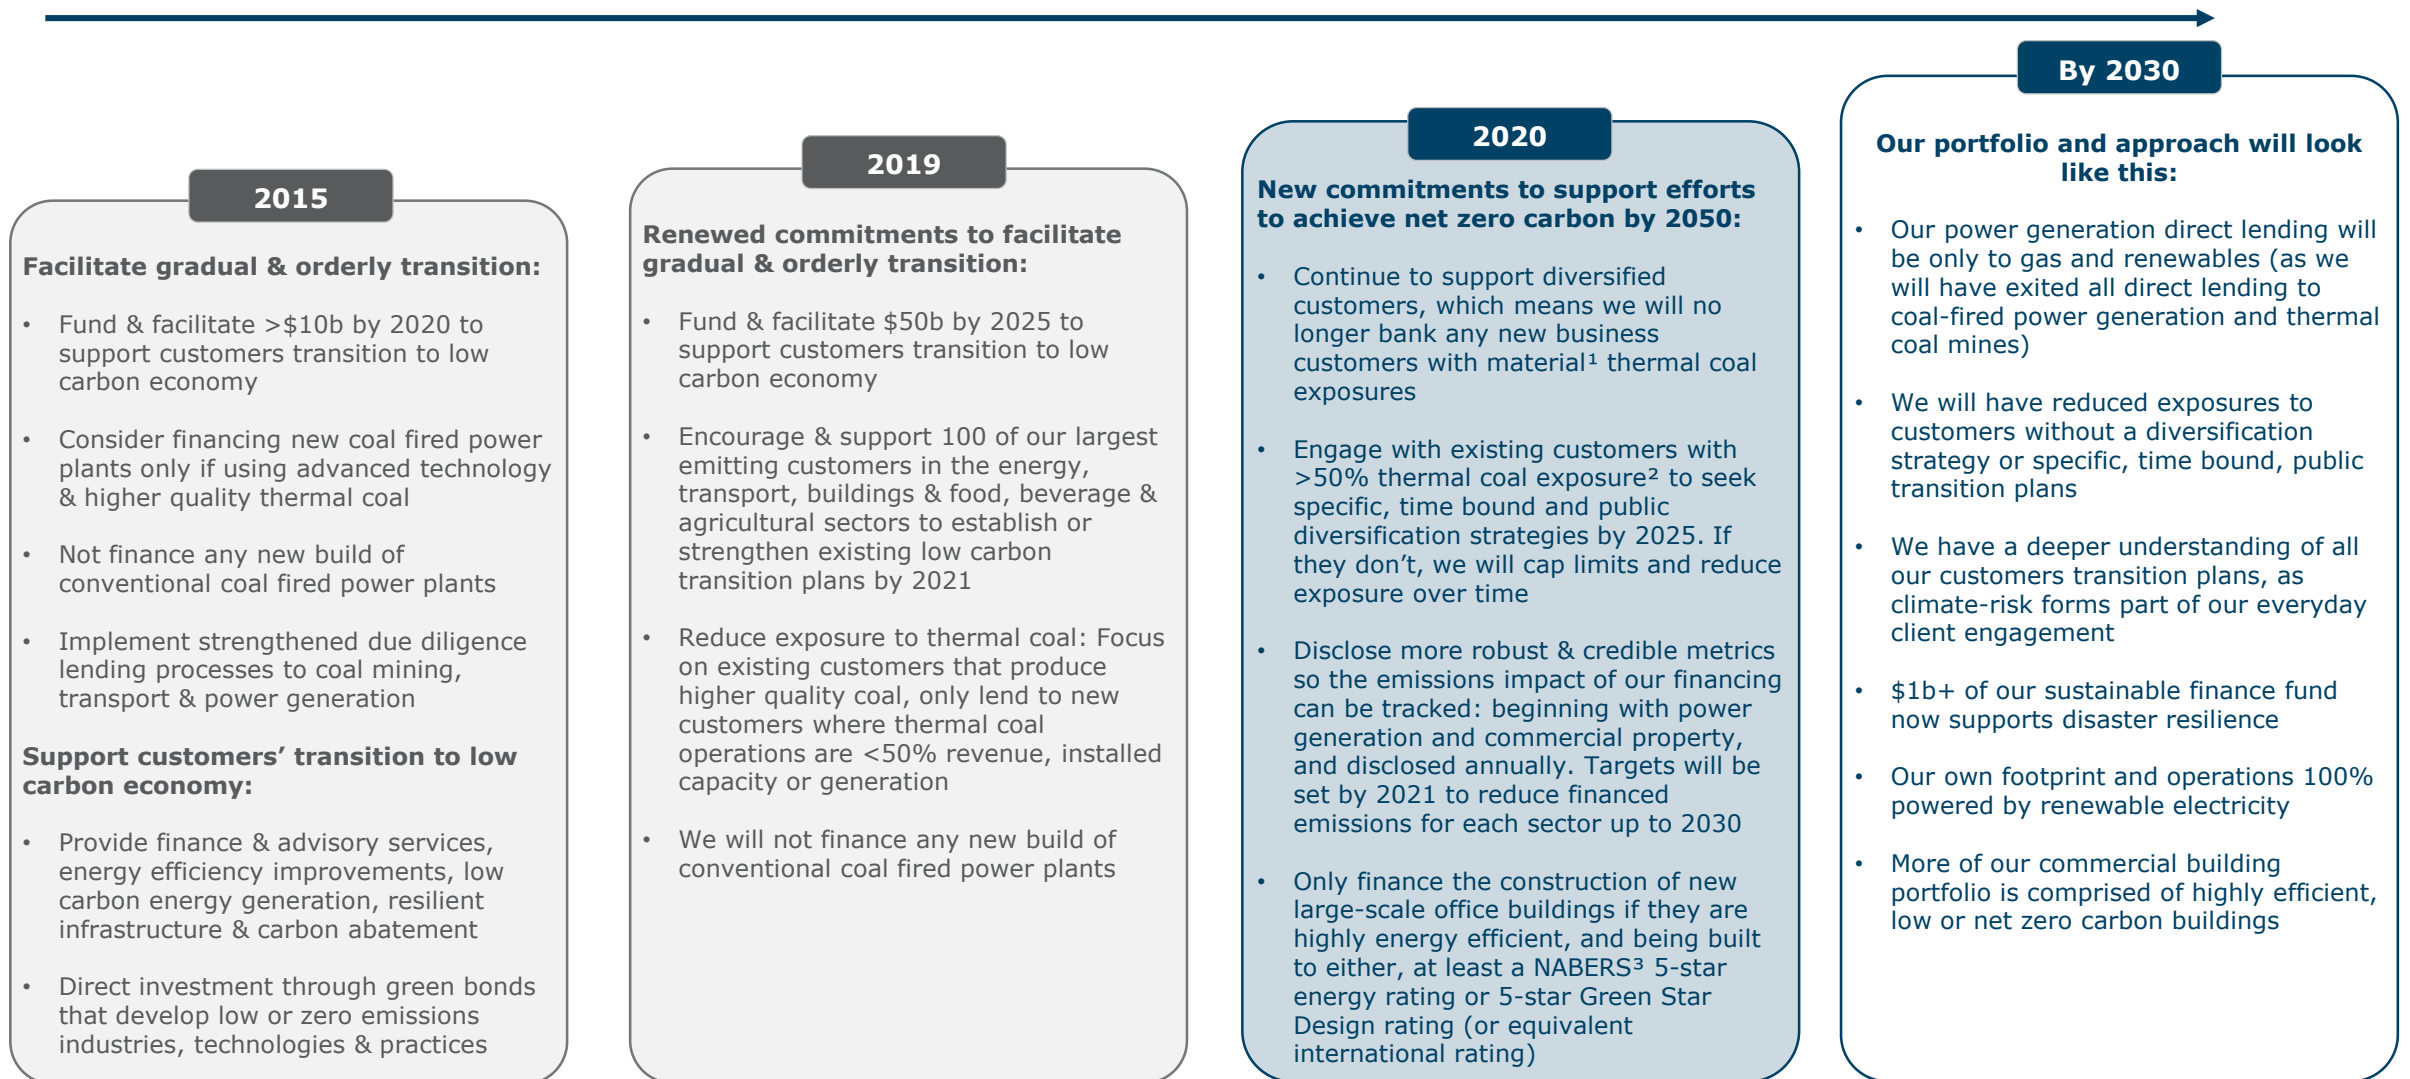 2015
Facilitate gradual & orderly transition:
• Fund & facilitate >$10b by 2020 to
support customers transition to low
carbon economy
• Consider financing new coal fired power
plants only if using advanced technology
& higher quality thermal coal
• Not finance any new build of
conventional coal fired power plants
• Implement strengthened due diligence
lending processes to coal mining,
transport & power generation
Support customers’ transition to low
carbon economy:
• Provide finance & advisory services,
energy efficiency improvements, low
carbon energy generation, resilient
infrastructure & carbon abatement
• Direct investment through green bonds
that develop low or zero emissions
industries, technologies & practices
2019
Renewed commitments to facilitate
gradual & orderly transition:
• Fund & facilitate $50b by 2025 to
support customers transition to low
carbon economy
• Encourage & support 100 of our largest
emitting customers in the energy,
transport, buildings & food, beverage &
agricultural sectors to establish or
strengthen existing low carbon
transition plans by 2021
• Reduce exposure to thermal coal: Focus
on existing customers that produce
higher quality coal, only lend to new
customers where thermal coal
operations are <50% revenue, installed
capacity or generation
• We will not finance any new build of
conventional coal fired power plants
2020
New commitments to support efforts
to achieve net zero carbon by 2050:
• Continue to support diversified
customers, which means we will no
longer bank any new business
customers with material¹ thermal coal
exposures
• Engage with existing customers with
>50% thermal coal exposure² to seek
specific, time bound and public
diversification strategies by 2025. If
they don’t, we will cap limits and reduce
exposure over time
• Disclose more robust & credible metrics
so the emissions impact of our financing
can be tracked: beginning with power
generation and commercial property,
and disclosed annually. Targets will be
set by 2021 to reduce financed
emissions for each sector up to 2030
• Only finance the construction of new
large-scale office buildings if they are
highly energy efficient, and being built
to either, at least a NABERS³ 5-star
energy rating or 5-star Green Star
Design rating (or equivalent
international rating)
By 2030
Our portfolio and approach will look
like this:
• Our power generation direct lending will
be only to gas and renewables (as we
will have exited all direct lending to
coal-fired power generation and thermal
coal mines)
• We will have reduced exposures to
customers without a diversification
strategy or specific, time bound, public
transition plans
• We have a deeper understanding of all
our customers transition plans, as
climate-risk forms part of our everyday
client engagement
• $1b+ of our sustainable finance fund
now supports disaster resilience
• Our own footprint and operations 100%
powered by renewable electricity
• More of our commercial building
portfolio is comprised of highly efficient,
low or net zero carbon buildings